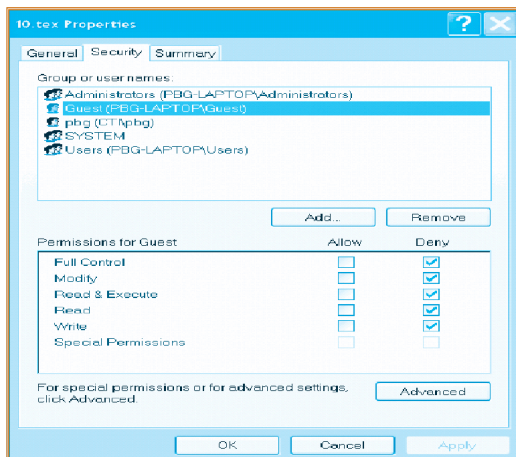 10.tex Properties
General Security Summary
Group or user names:
Administrators (PBG-LAPTOP\Administrators)
Guest (PBG-LAPTOP\Guest)
pbg (CTI\pbg)
SYSTEM
Users (PBG-LAPTOP\Users)
Add... Remove
Permissions for Guest Allow Deny
Full Control
Modify
Read & Execute
Read
Write
Special Permissions
For special permissions or for advanced settings,
click Advanced.
Advanced
OK Cancel Apply